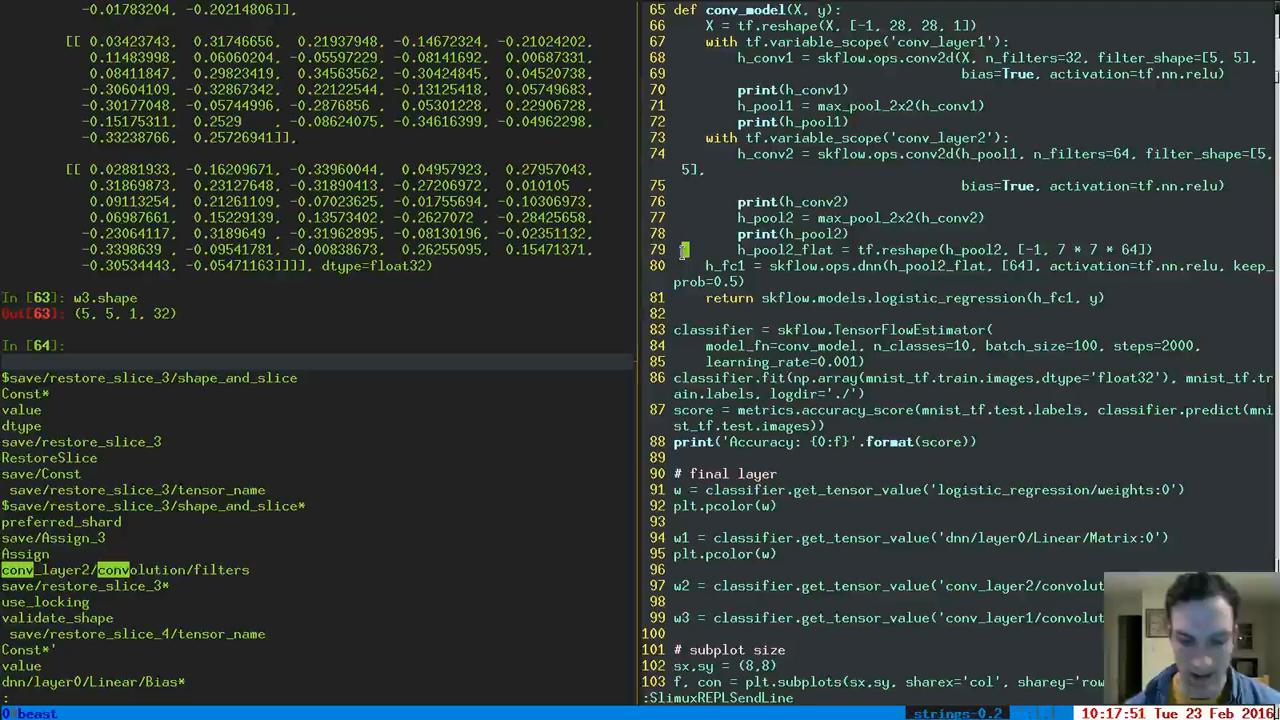 -0.01783204, -0.20214806]],
[[ 0.03423743, 0.31746656, 0.21937948, -0.14672324, -0.21024202,
0.11483998, 0.06060204, -0.05597229, -0.08141692, 0.00687331,
0.08411847, 0.29823419, 0.34563562, -0.30424845, 0.04520738,
-0.30604109, -0.32867342, 0.22122544, -0.13125418, 0.05749683,
-0.30177048, -0.05744996, -0.2876856 , 0.05301228, 0.22906728,
-0.15175311, 0.2529    , -0.08624075, -0.34616399, -0.04962298,
-0.33238766, 0.25726941]],
[[ 0.02881933, -0.16209671, -0.33960044, 0.04957105, 0.27957043,
0.31869873, 0.23127648, -0.31890413, -0.27206972, 0.010105  ,
0.09113254, 0.21261109, -0.07023625, -0.01775691, -0.10306973,
0.06987661, 0.15229139, 0.13573402, -0.2627072 , -0.28425658,
-0.23064117, 0.3189649 , -0.31962895, -0.08130196, -0.02351132,
-0.3398639 , -0.09541781, -0.00838673, 0.26255095, 0.15471371,
-0.30534443, -0.07158171]]]], dtype=float32)
In [63]: w3.shape
Out[63]: (5, 5, 1, 32)
In [64]:
$save/restore_slice_3/shape_and_slice
Const*
value
dtype
save/restore_slice_3
RestoreSlice
save/Const
save/restore_slice_3/tensor_name
$save/restore_slice_3/shape_and_slice*
preferred_shard
save/Assign_3
Assign
conv_layer2/convolution/filters
save/restore_slice_3*
use_locking
validate_shape
save/restore_slice_4/tensor_name
Const*'
value
dnn/layer0/Linear/Bias*
:
65 def conv_model(X, y):
66 X = tf.reshape(X, [-1, 28, 28, 1])
67 with tf.variable_scope('conv_layer1'):
68 h_conv1 = skflow.ops.conv2d(X, n_filters=32, filter_shape=[5, 5],
69 bias=True, activation=tf.nn.relu)
70 print(h_conv1)
71 h_pool1 = max_pool_2x2(h_conv1)
72 print(h_pool1)
73 with tf.variable_scope('conv_layer2'):
74 h_conv2 = skflow.ops.conv2d(h_pool1, n_filters=64, filter_shape=[5,
5],
75 bias=True, activation=tf.nn.relu)
76 print(h_conv2)
77 h_pool2 = max_pool_2x2(h_conv2)
78 print(h_pool2)
79 h_pool2_flat = tf.reshape(h_pool2, [-1, 7 * 7 * 64])
80 h_fc1 = skflow.ops.dnn(h_pool2_flat, [64], activation=tf.nn.relu, keep_
prob=0.5)
81 return skflow.models.logistic_regression(h_fc1, y)
82
83 classifier = skflow.TensorFlowEstimator(
84 model_fn=conv_model, n_classes=10, batch_size=100, steps=2000,
85 learning_rate=0.001)
86 classifier.fit(np.array(mnist_tf.train.images,dtype='float32'), mnist_tf.t
rain.labels, logdir='./')
87 score = metrics.accuracy_score(mnist_tf.test.labels, classifier.predict(mni
st_tf.test.images))
88 print('Accuracy: {0:f}'.format(score))
89
90 # final layer
91 w = classifier.get_tensor_value('logistic_regression/weights:0')
92 plt.pcolor(w)
93
94 w1 = classifier.get_tensor_value('dnn/layer0/Linear/Matrix:0')
95 plt.pcolor(w)
96
97 w2 = classifier.get_tensor_value('conv_layer2/convolut
98
99 w3 = classifier.get_tensor_value('conv_layer1/convolut
100
101 # subplot size
102 sx,sy = (8,8)
103 f, con = plt.subplots(sx,sy, sharex='col', sharey='row
:SlimuxREPLSendLine
0 beast
strings-0.2
10:17:51 Tue 23 Feb 2016